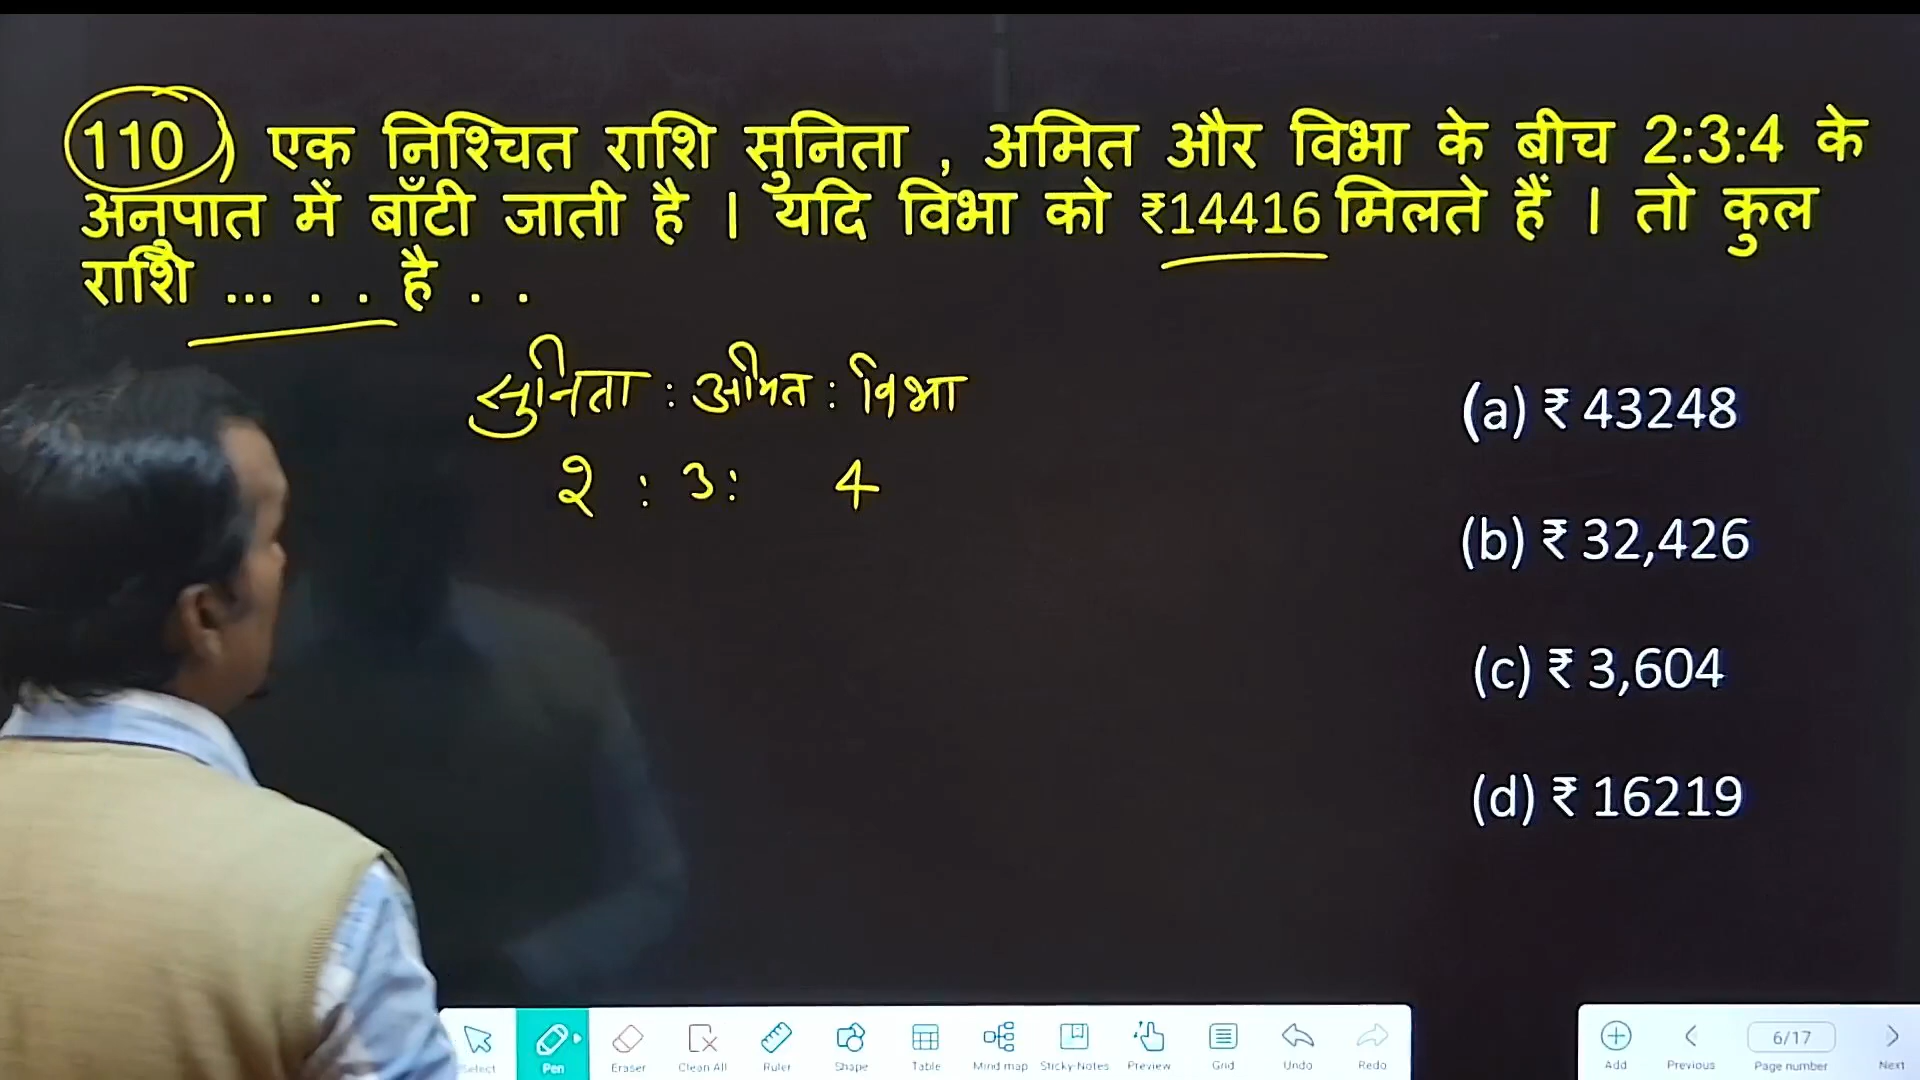 110) एक निश्चित राशि सुनिता , अमित और विभा के बीच 2:3:4 के
अनुपात में बाँटी जाती है । यदि विभा को ₹14416 मिलते हैं । तो कुल
राशि ... . . है . .
सुनिता : अमित : विभा
२ : 3 : 4
(a) ₹ 43248
(b) ₹ 32,426
(c) ₹ 3,604
(d) ₹ 16219
Select Pen Eraser Clean All Ruler Shape Table Mind map Sticky Notes Preview Grid Undo Redo
6/17
Add Previous Page number Next